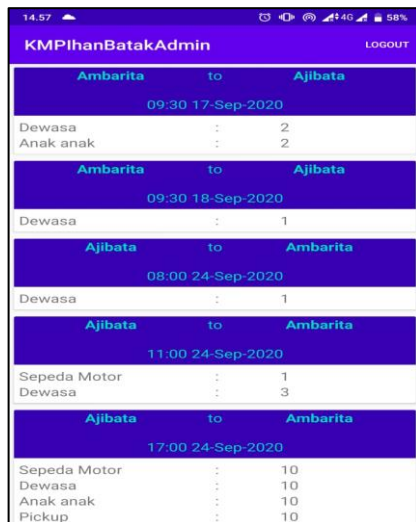 14.57 4G 58%
KMPIhanBatakAdmin LOGOUT
Ambarita to Ajibata
09:30 17-Sep-2020
Dewasa : 2
Anak anak : 2
Ambarita to Ajibata
09:30 18-Sep-2020
Dewasa : 1
Ajibata to Ambarita
08:00 24-Sep-2020
Dewasa : 1
Ajibata to Ambarita
11:00 24-Sep-2020
Sepeda Motor : 1
Dewasa : 3
Ajibata to Ambarita
17:00 24-Sep-2020
Sepeda Motor : 10
Dewasa : 10
Anak anak : 10
Pickup : 10